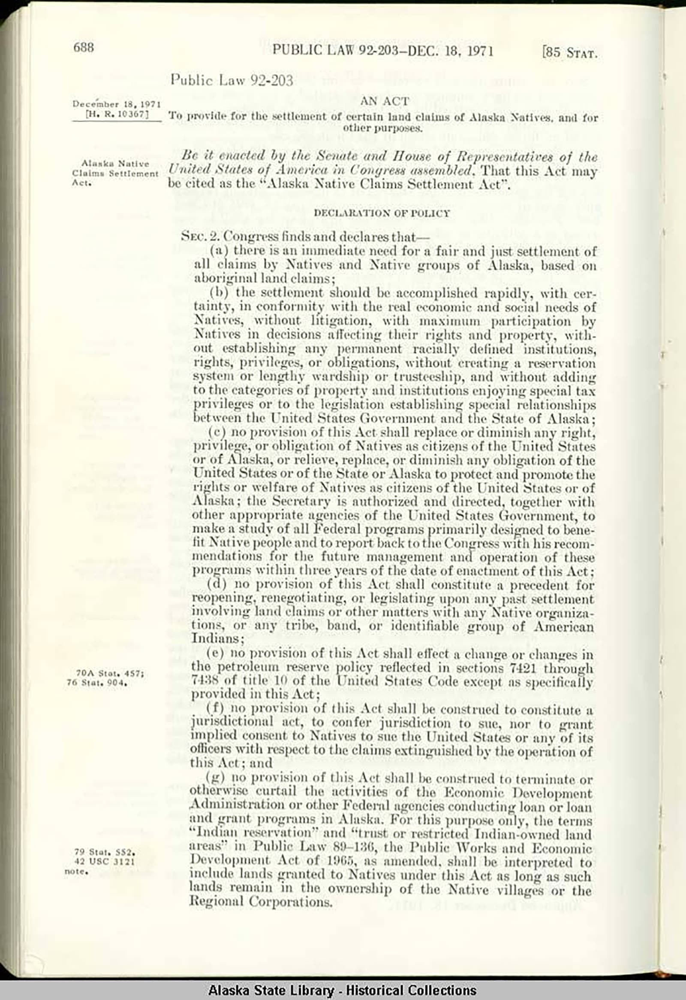 688
PUBLIC LAW 92-203-DEC. 18, 1971
[85 STAT.
Public Law 92-203
December 18, 1971
[H. R. 10367]
AN ACT
To provide for the settlement of certain land claims of Alaska Natives, and for
other purposes.
Alaska Native
Claims Settlement
Act.
Be it enacted by the Senate and House of Representatives of the
United States of America in Congress assembled, That this Act may
be cited as the “Alaska Native Claims Settlement Act”.
DECLARATION OF POLICY
SEC. 2. Congress finds and declares that—
(a) there is an immediate need for a fair and just settlement of
all claims by Natives and Native groups of Alaska, based on
aboriginal land claims;
(b) the settlement should be accomplished rapidly, with cer-
tainty, in conformity with the real economic and social needs of
Natives, without litigation, with maximum participation by
Natives in decisions affecting their rights and property, with-
out establishing any permanent racially defined institutions,
rights, privileges, or obligations, without creating a reservation
system or lengthy wardship or trusteeship, and without adding
to the categories of property and institutions enjoying special tax
privileges or to the legislation establishing special relationships
between the United States Government and the State of Alaska;
(c) no provision of this Act shall replace or diminish any right,
privilege, or obligation of Natives as citizens of the United States
or of Alaska, or relieve, replace, or diminish any obligation of the
United States or of the State or Alaska to protect and promote the
rights or welfare of Natives as citizens of the United States or of
Alaska; the Secretary is authorized and directed, together with
other appropriate agencies of the United States Government, to
make a study of all Federal programs primarily designed to bene-
fit Native people and to report back to the Congress with his recom-
mendations for the future management and operation of these
programs within three years of the date of enactment of this Act;
(d) no provision of this Act shall constitute a precedent for
reopening, renegotiating, or legislating upon any past settlement
involving land claims or other matters with any Native organiza-
tions, or any tribe, band, or identifiable group of American
Indians;
(e) no provision of this Act shall effect a change or changes in
the petroleum reserve policy reflected in sections 7421 through
7438 of title 10 of the United States Code except as specifically
provided in this Act;
70A Stat. 457;
76 Stat. 904.
(f) no provision of this Act shall be construed to constitute a
jurisdictional act, to confer jurisdiction to sue, nor to grant
implied consent to Natives to sue the United States or any of its
officers with respect to the claims extinguished by the operation of
this Act; and
(g) no provision of this Act shall be construed to terminate or
otherwise curtail the activities of the Economic Development
Administration or other Federal agencies conducting loan or loan
and grant programs in Alaska. For this purpose only, the terms
“Indian reservation” and “trust or restricted Indian-owned land
areas” in Public Law 89-136, the Public Works and Economic
Development Act of 1965, as amended, shall be interpreted to
include lands granted to Natives under this Act as long as such
lands remain in the ownership of the Native villages or the
Regional Corporations.
79 Stat. 552.
42 USC 3121
note.
Alaska State Library - Historical Collections